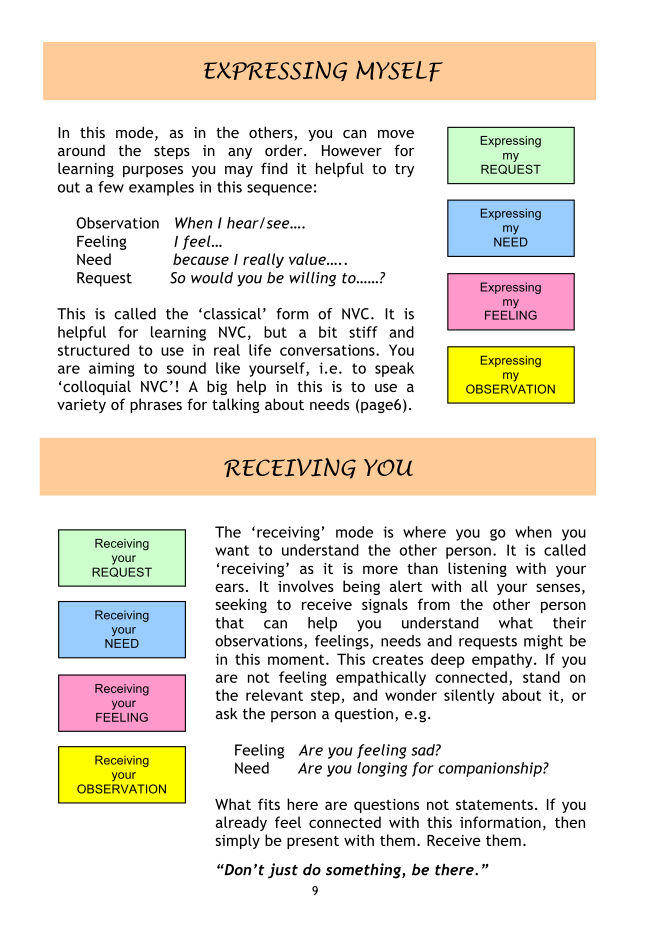 EXPRESSING MYSELF
In this mode, as in the others, you can move
around the steps in any order. However for
learning purposes you may find it helpful to try
out a few examples in this sequence:
Observation When I hear/see....
Feeling I feel...
Need because I really value.....
Request So would you be willing to......?
This is called the ‘classical’ form of NVC. It is
helpful for learning NVC, but a bit stiff and
structured to use in real life conversations. You
are aiming to sound like yourself, i.e. to speak
‘colloquial NVC’! A big help in this is to use a
variety of phrases for talking about needs (page6).
Expressing
my
REQUEST
Expressing
my
NEED
Expressing
my
FEELING
Expressing
my
OBSERVATION
RECEIVING YOU
Receiving
your
REQUEST
Receiving
your
NEED
Receiving
your
FEELING
Receiving
your
OBSERVATION
The ‘receiving’ mode is where you go when you
want to understand the other person. It is called
‘receiving’ as it is more than listening with your
ears. It involves being alert with all your senses,
seeking to receive signals from the other person
that can help you understand what their
observations, feelings, needs and requests might be
in this moment. This creates deep empathy. If you
are not feeling empathically connected, stand on
the relevant step, and wonder silently about it, or
ask the person a question, e.g.
Feeling Are you feeling sad?
Need Are you longing for companionship?
What fits here are questions not statements. If you
already feel connected with this information, then
simply be present with them. Receive them.
“Don’t just do something, be there.”
9